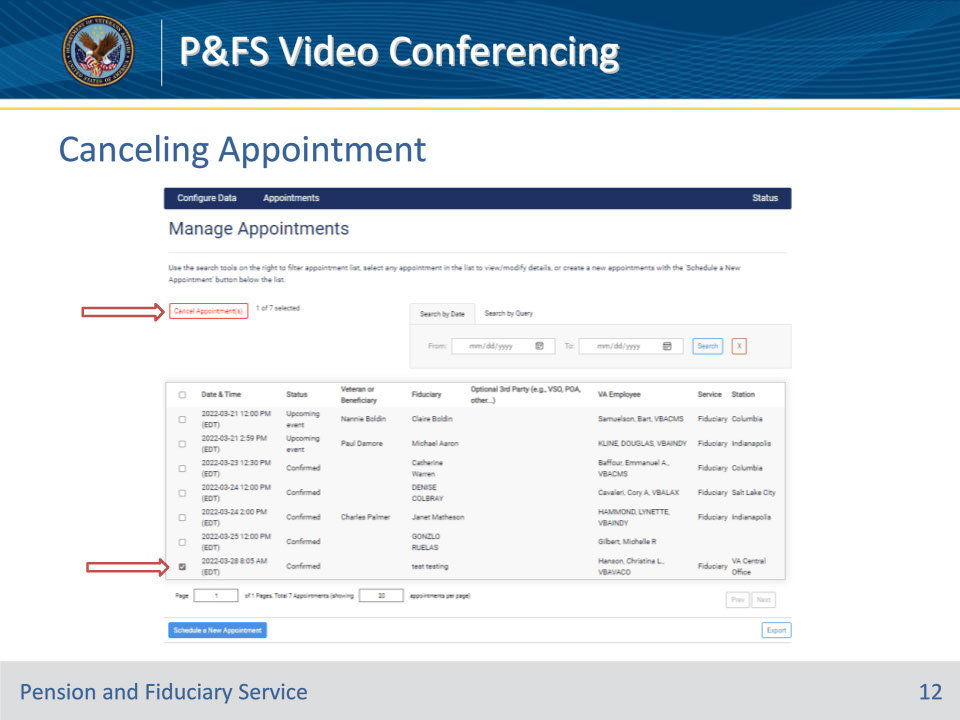 P&FS Video Conferencing
Canceling Appointment
Configure Data Appointments Status
Manage Appointments
Use the search tools on the right to filter appointment list, select any appointment in the list to view/modify details, or create a new appointments with the 'Schedule a New
Appointment' button below the list.
Cancel Appointment(s) 1 of 7 selected
Search by Date Search by Query
From: mm/dd/yyyy To: mm/dd/yyyy Search X
Date & Time Status Veteran or Beneficiary Fiduciary Optional 3rd Party (e.g., VSO, POA, other...) VA Employee Service Station
2022-03-21 12:00 PM (EDT) Upcoming event Nannie Boldin Claire Boldin Samuelson, Bart, VBACMS Fiduciary Columbia
2022-03-21 2:59 PM (EDT) Upcoming event Paul Damore Michael Aaron KLINE, DOUGLAS, VBAINDY Fiduciary Indianapolis
2022-03-23 12:30 PM (EDT) Confirmed Catherine Warren Baffour, Emmanuel A., VBACMS Fiduciary Columbia
2022-03-24 12:00 PM (EDT) Confirmed DENISE COLBRAY Cavaleri, Cory A, VBALAX Fiduciary Salt Lake City
2022-03-24 2:00 PM (EDT) Confirmed Charles Palmer Janet Matheson HAMMOND, LYNETTE, VBAINDY Fiduciary Indianapolis
2022-03-25 12:00 PM (EDT) Confirmed GONZLO RUELAS Gilbert, Michelle R
2022-03-28 8:05 AM (EDT) Confirmed test testing Hanson, Christina L., VBAVACO Fiduciary VA Central Office
Page 1 of 1 Pages, Total 7 Appointments (showing 20 appointments per page) Prev Next
Schedule a New Appointment Export
Pension and Fiduciary Service 12